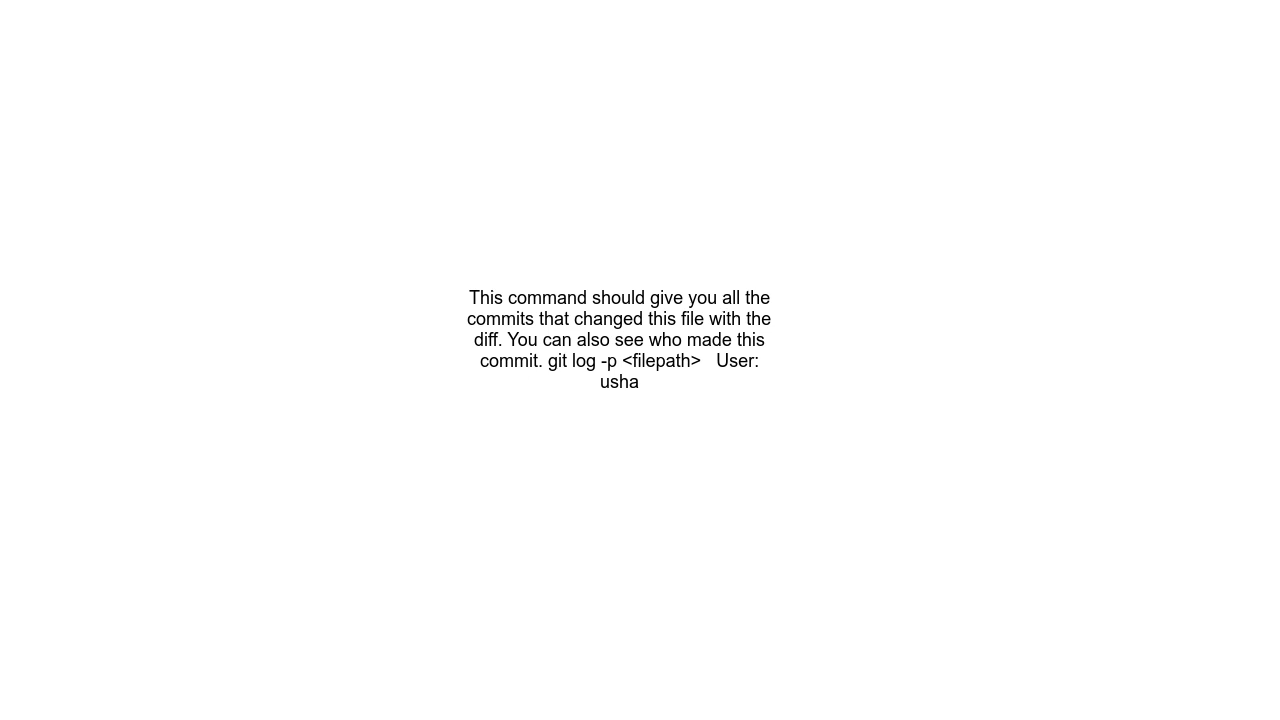 This command should give you all the
commits that changed this file with the
diff. You can also see who made this
commit. git log -p <filepath>   User:
usha